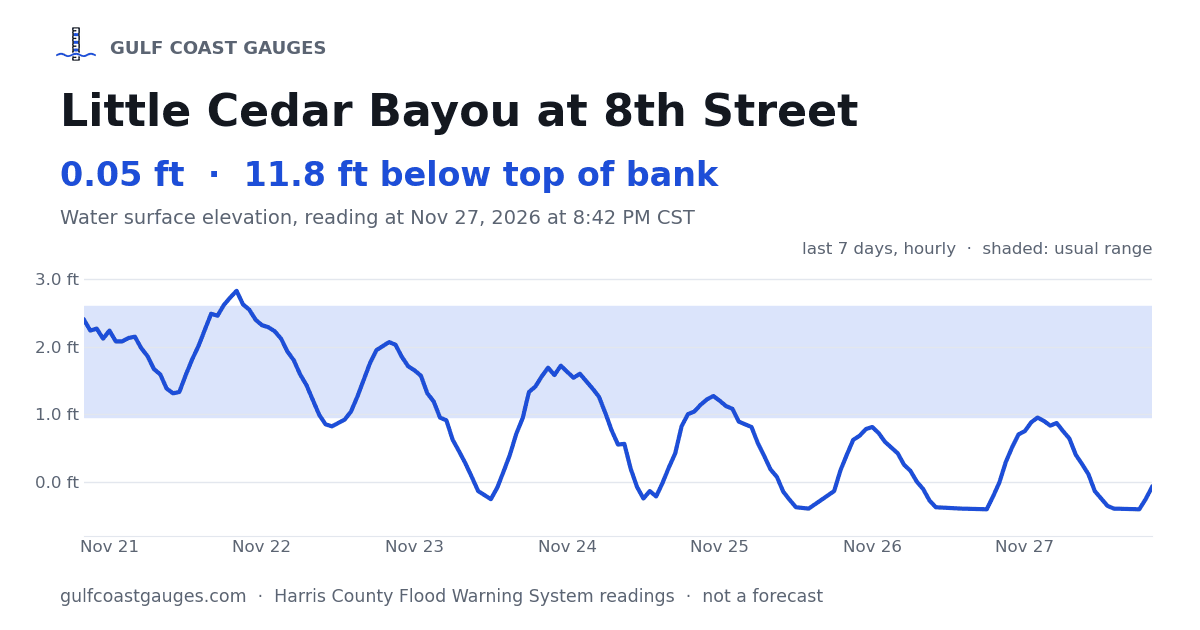 GULF COAST GAUGES
Little Cedar Bayou at 8th Street
0.05 ft · 11.8 ft below top of bank
Water surface elevation, reading at Nov 27, 2026 at 8:42 PM CST
last 7 days, hourly · shaded: usual range
3.0 ft
2.0 ft
1.0 ft
0.0 ft
Nov 21 Nov 22 Nov 23 Nov 24 Nov 25 Nov 26 Nov 27
gulfcoastgauges.com · Harris County Flood Warning System readings · not a forecast